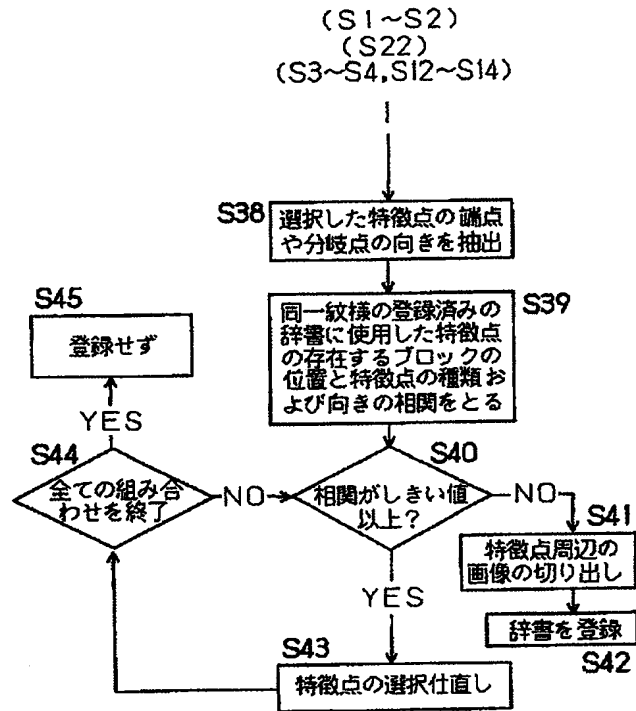 (S1～S2)
(S22)
(S3～S4,S12～S14)
S38
選択した特徴点の端点
や分岐点の向きを抽出
S39
同一紋様の登録済みの
辞書に使用した特徴点
の存在するブロックの
位置と特徴点の種類お
よび向きの相関をとる
S45
登録せず
YES
S44
全ての組み合
わせを終了
NO
S40
相関がしきい値
以上？
NO
S41
特徴点周辺の
画像の切り出し
YES
辞書を登録
S42
S43
特徴点の選択仕直し